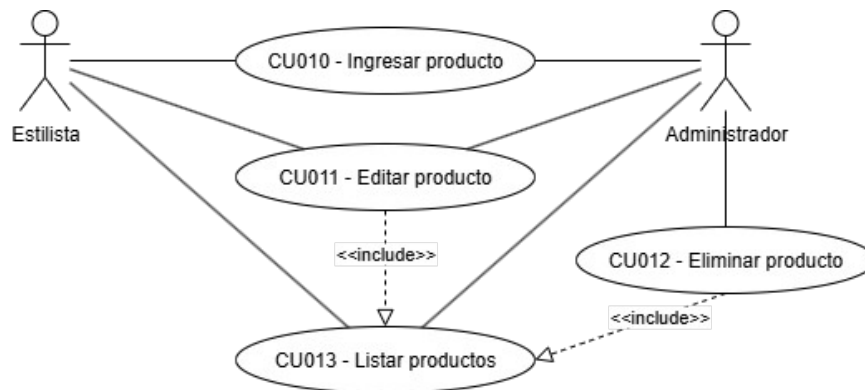 CU010 - Ingresar producto
Estilista
Administrador
CU011 - Editar producto
<<include>>
CU012 - Eliminar producto
<<include>>
CU013 - Listar productos